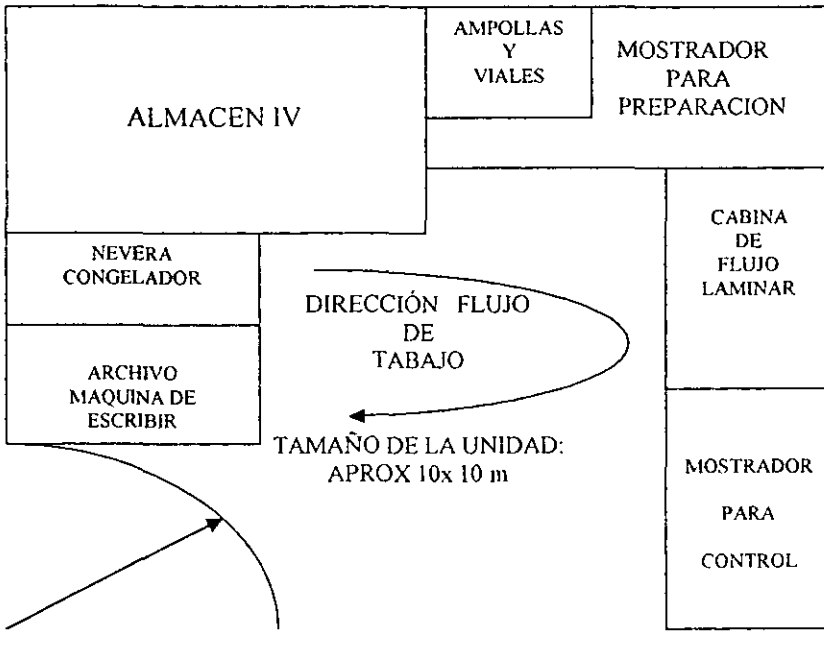 ALMACEN IV
AMPOLLAS
Y
VIALES
MOSTRADOR
PARA
PREPARACION
NEVERA
CONGELADOR
CABINA
DE
FLUJO
LAMINAR
DIRECCIÓN FLUJO
DE
TABAJO
ARCHIVO
MAQUINA DE
ESCRIBIR
TAMAÑO DE LA UNIDAD:
APROX 10x 10 m
MOSTRADOR
PARA
CONTROL